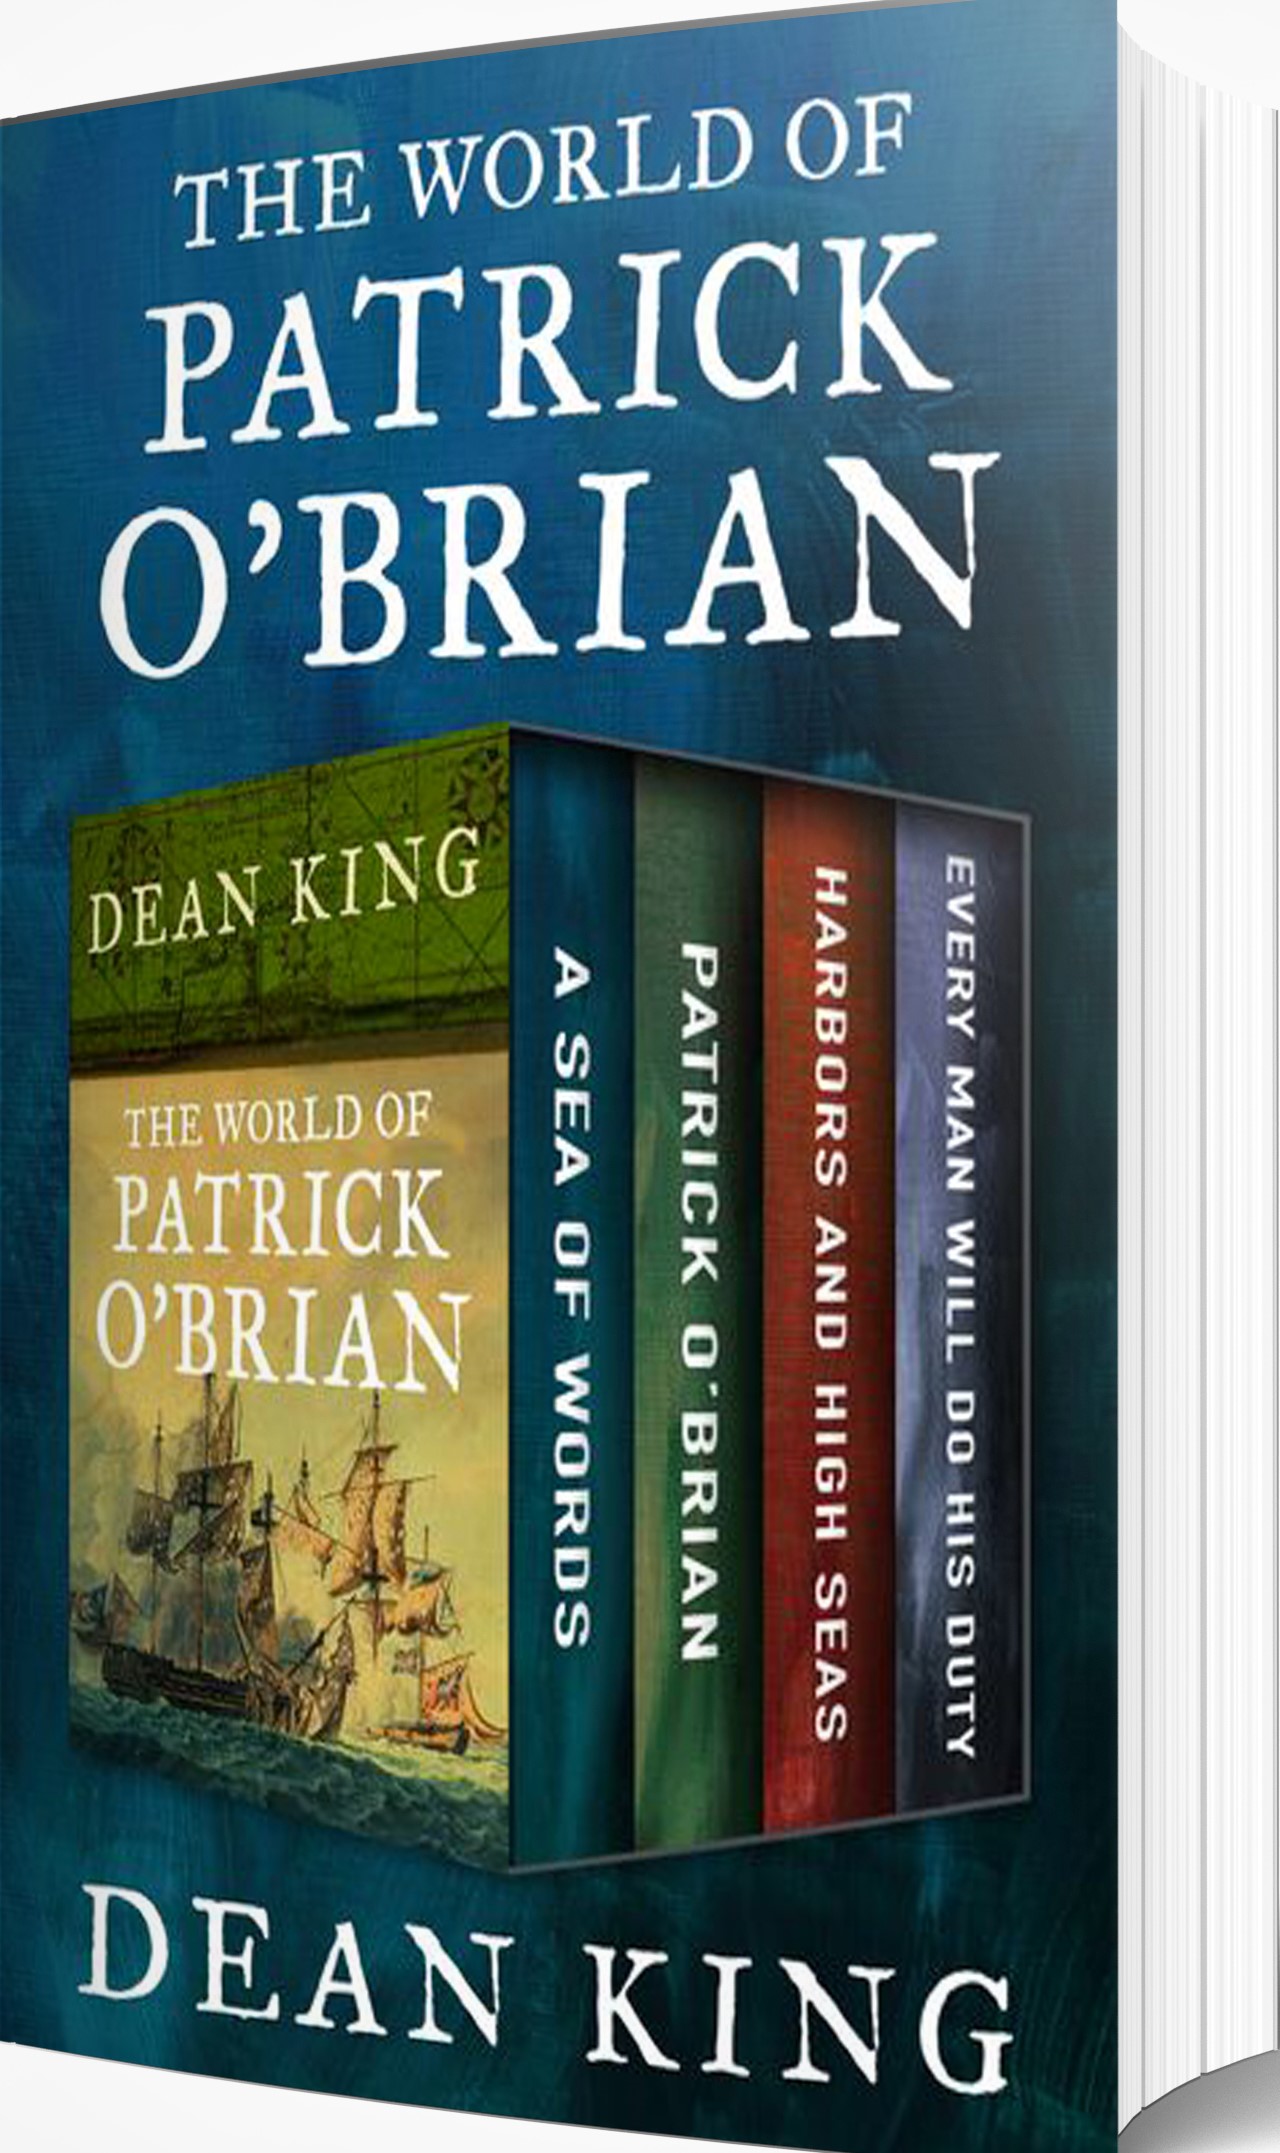 THE WORLD OF
PATRICK
O’BRIAN
DEAN KING
THE WORLD OF
PATRICK
O’BRIAN
A SEA OF WORDS
PATRICK O'BRIAN
HARBORS AND HIGH SEAS
EVERY MAN WILL DO HIS DUTY
DEAN KING